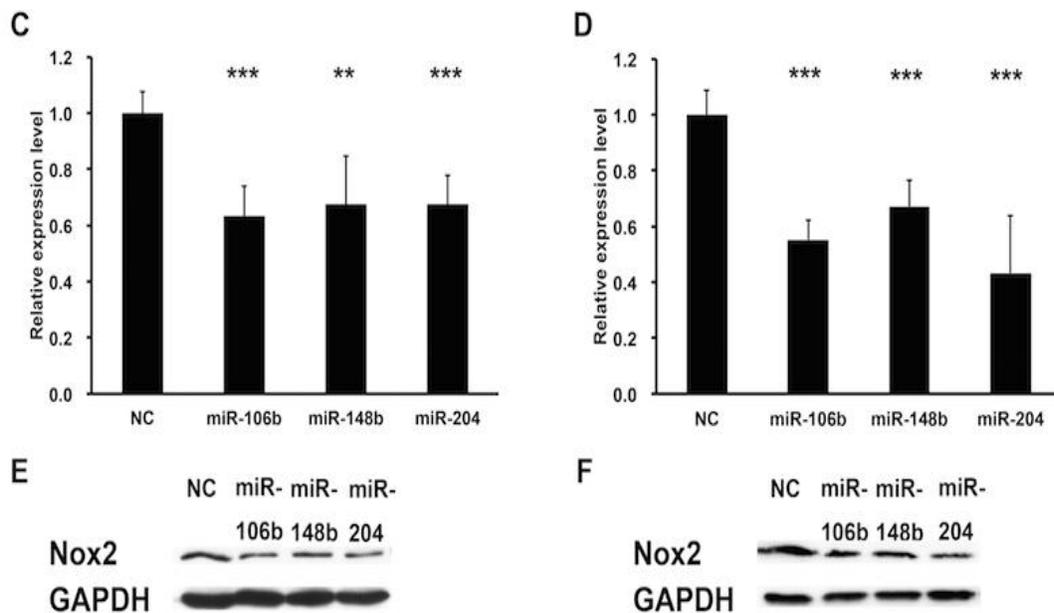 C
Relative expression level
1.2
1.0
0.8
0.6
0.4
0.2
0.0
*** ** ***
NC miR-106b miR-148b miR-204
D
Relative expression level
1.2
1.0
0.8
0.6
0.4
0.2
0.0
*** *** ***
NC miR-106b miR-148b miR-204
E
NC miR- miR- miR-
106b 148b 204
Nox2
GAPDH
F
NC miR- miR- miR-
106b 148b 204
Nox2
GAPDH